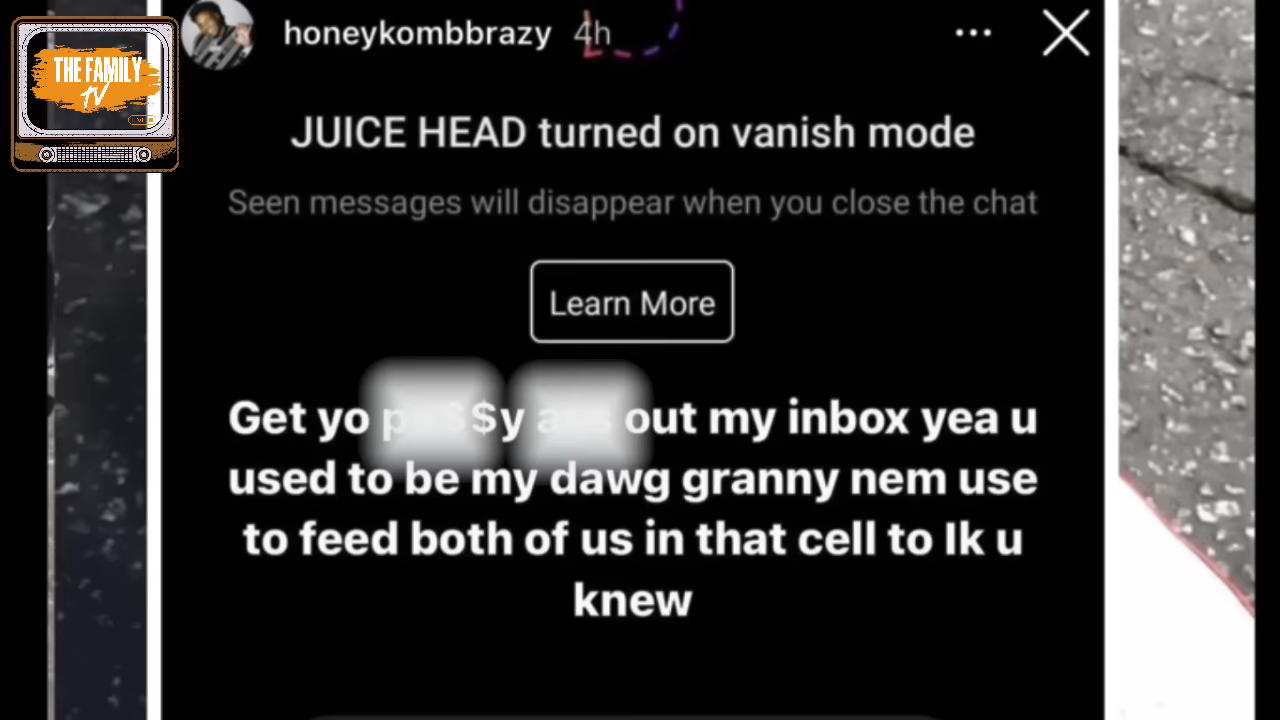 THE FAMILY
TV
LIVE
honeykombbrazy 4h
JUICE HEAD turned on vanish mode
Seen messages will disappear when you close the chat
Learn More
Get yo out my inbox yea u
used to be my dawg granny nem use
to feed both of us in that cell to Ik u
knew